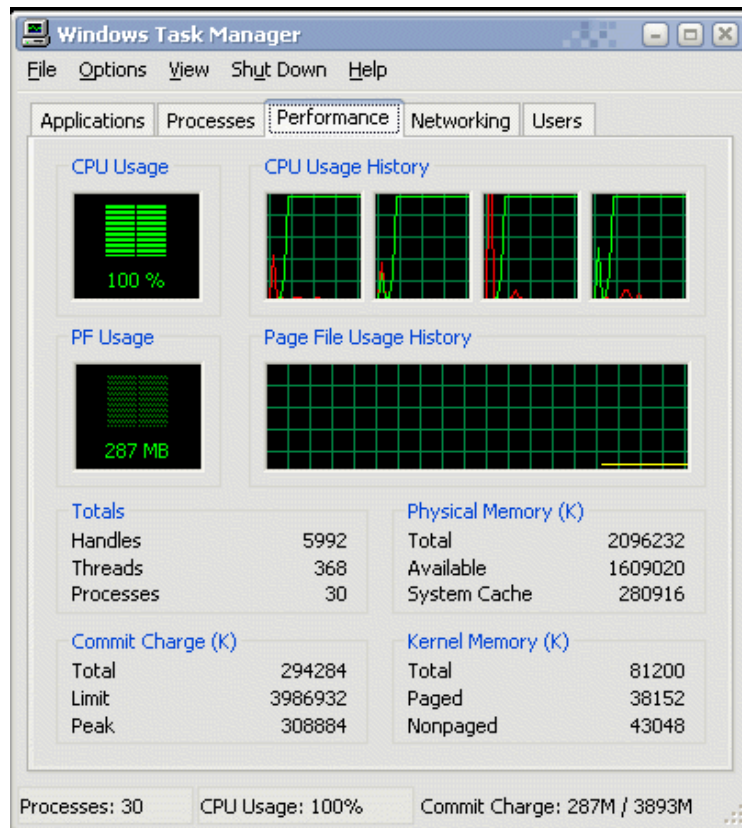 Windows Task Manager
File Options View Shut Down Help
Applications Processes Performance Networking Users
CPU Usage CPU Usage History
100 %
PF Usage Page File Usage History
287 MB
Totals
Handles 5992
Threads 368
Processes 30
Physical Memory (K)
Total 2096232
Available 1609020
System Cache 280916
Commit Charge (K)
Total 294284
Limit 3986932
Peak 308884
Kernel Memory (K)
Total 81200
Paged 38152
Nonpaged 43048
Processes: 30 CPU Usage: 100% Commit Charge: 287M / 3893M